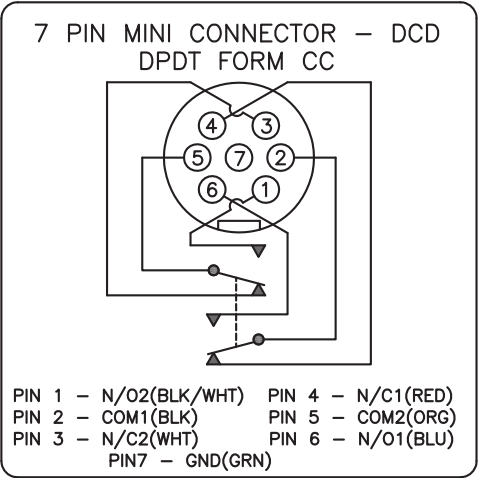 7 PIN MINI CONNECTOR - DCD
DPDT FORM CC
4 3
5 7 2
6 1
PIN 1 - N/O2(BLK/WHT) PIN 4 - N/C1(RED)
PIN 2 - COM1(BLK) PIN 5 - COM2(ORG)
PIN 3 - N/C2(WHT) PIN 6 - N/O1(BLU)
PIN7 - GND(GRN)